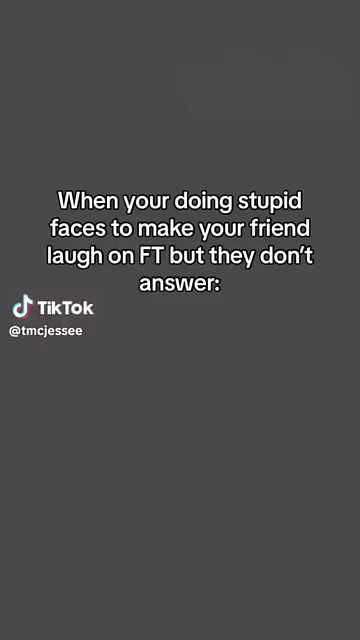 When your doing stupid
faces to make your friend
laugh on FT but they don’t
answer:
TikTok
@tmcjessee